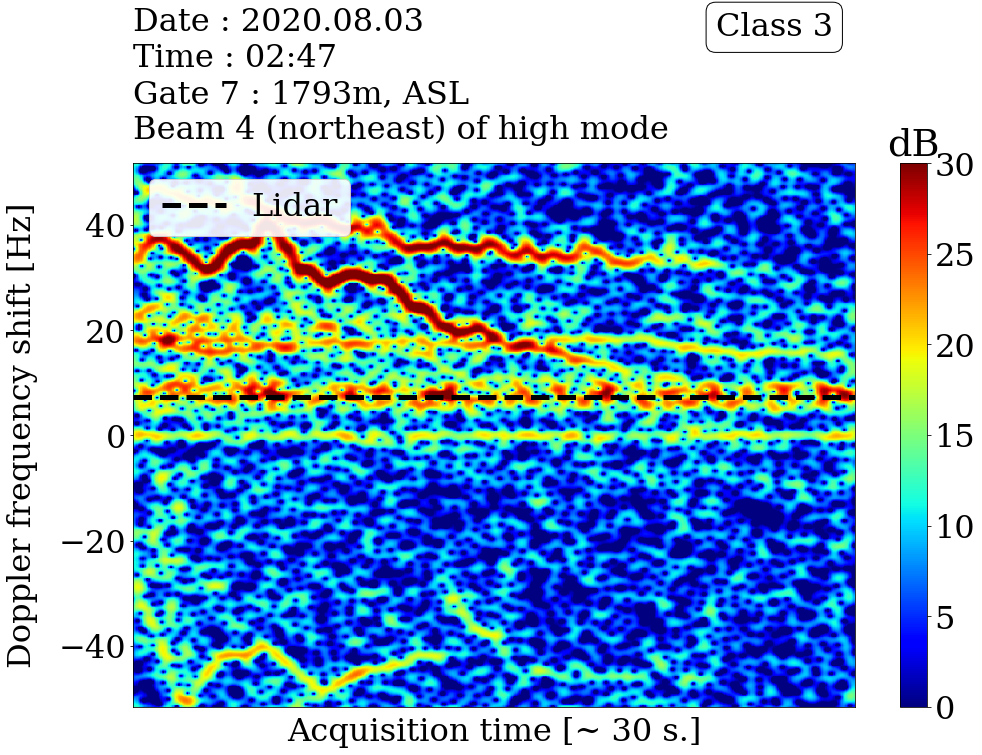 Date : 2020.08.03
Time : 02:47
Gate 7 : 1793m, ASL
Beam 4 (northeast) of high mode
Class 3
Lidar
Doppler frequency shift [Hz]
40
20
0
−20
−40
Acquisition time [~ 30 s.]
dB
30
25
20
15
10
5
0